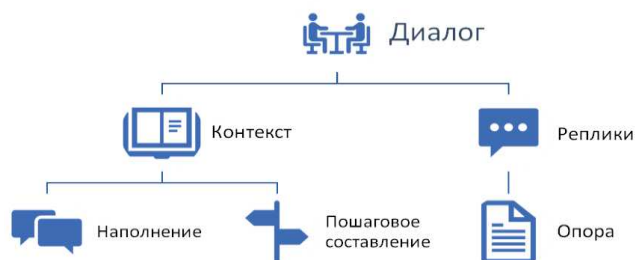 Диалог
Контекст
Реплики
Наполнение
Пошаговое
составление
Опора